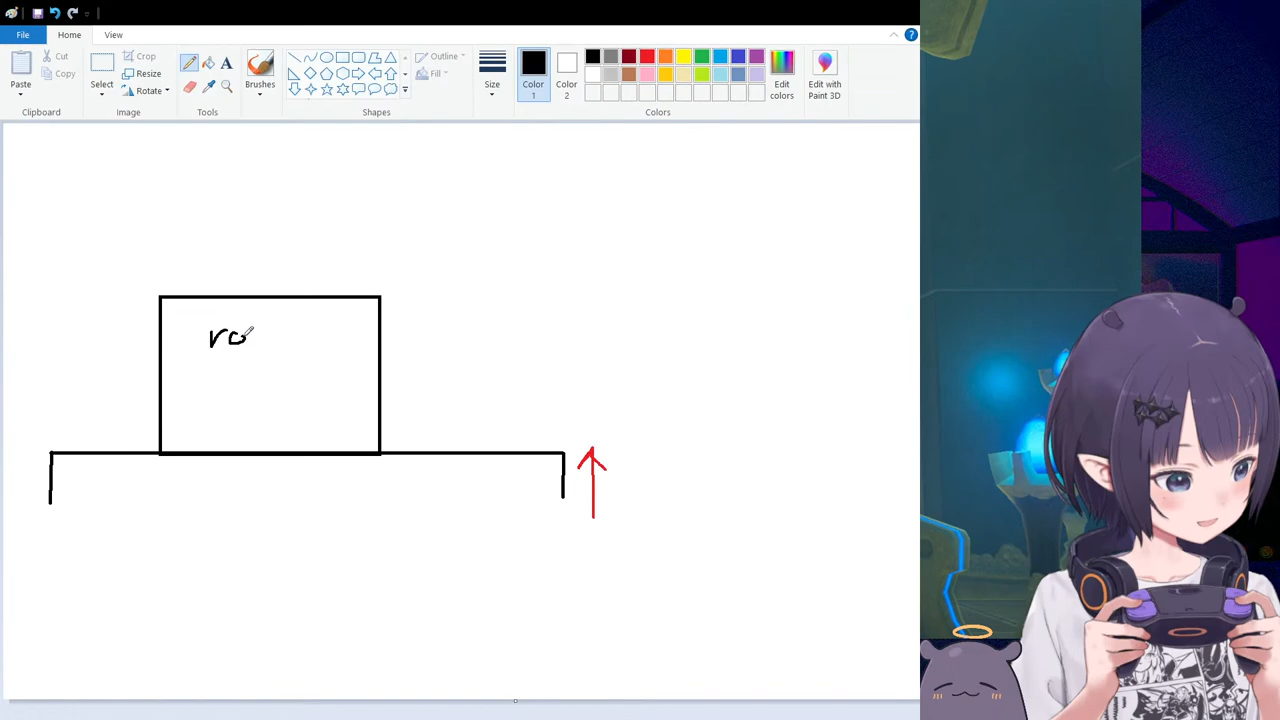 File
Home
View
Paste
Cut
Copy
Clipboard
Select
Crop
Resize
Rotate
Image
A
Tools
Brushes
Outline
Fill
Shapes
Size
Color
1
Color
2
Edit
colors
Colors
Edit with
Paint 3D
ro